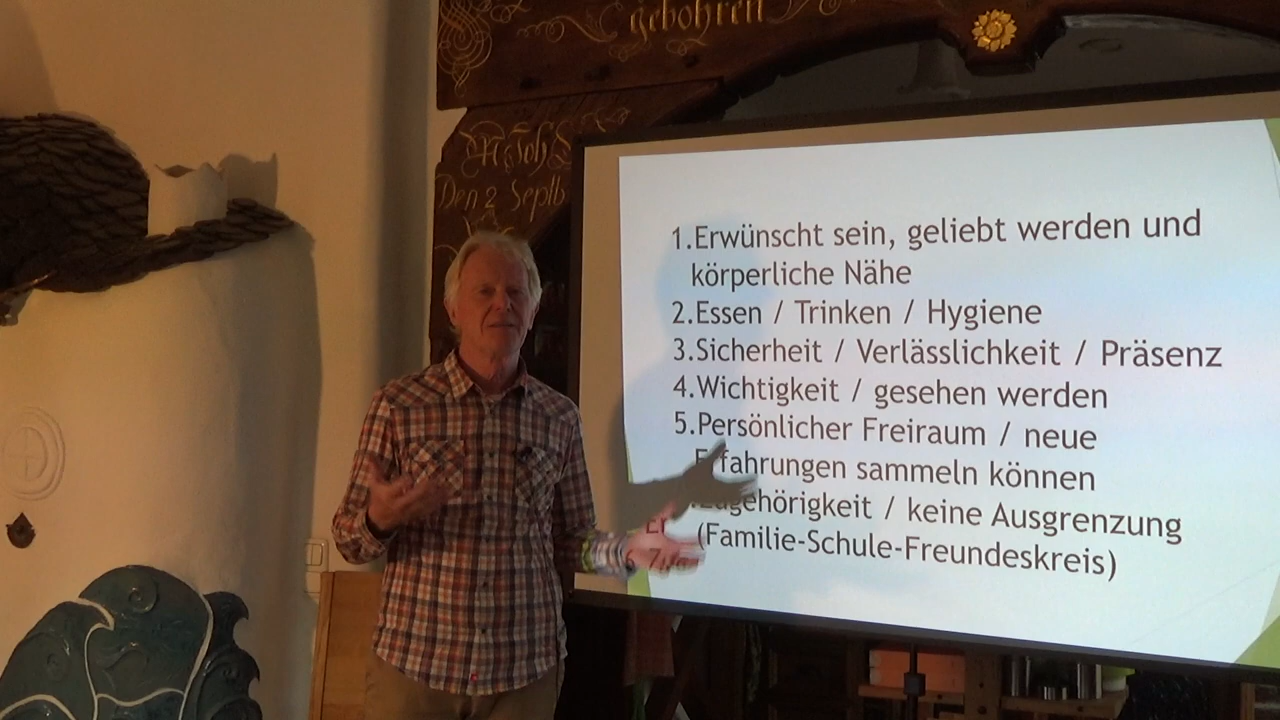 gebohren
Den 2 Septb
1.Erwünscht sein, geliebt werden und
körperliche Nähe
2.Essen / Trinken / Hygiene
3.Sicherheit / Verlässlichkeit / Präsenz
4.Wichtigkeit / gesehen werden
5.Persönlicher Freiraum / neue
Erfahrungen sammeln können
Zugehörigkeit / keine Ausgrenzung
(Familie-Schule-Freundeskreis)